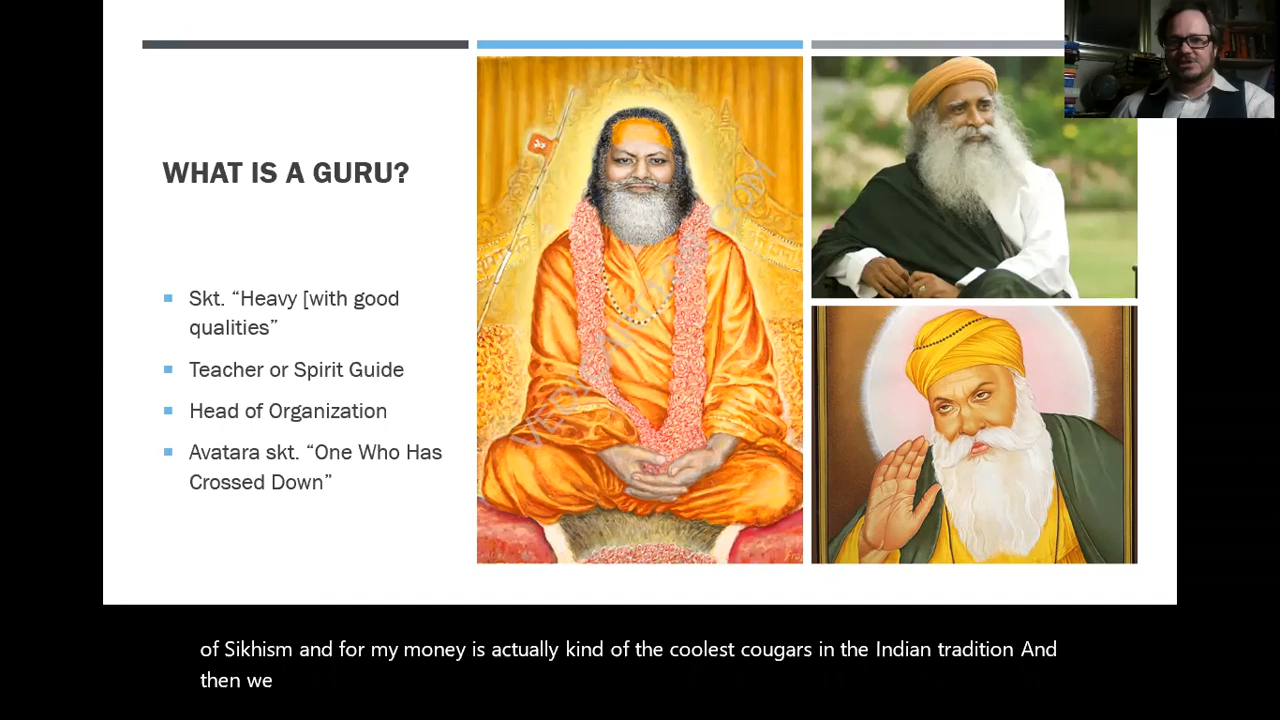 WHAT IS A GURU?
Skt. “Heavy [with good
qualities”
Teacher or Spirit Guide
Head of Organization
Avatara skt. “One Who Has
Crossed Down”
of Sikhism and for my money is actually kind of the coolest cougars in the Indian tradition And
then we